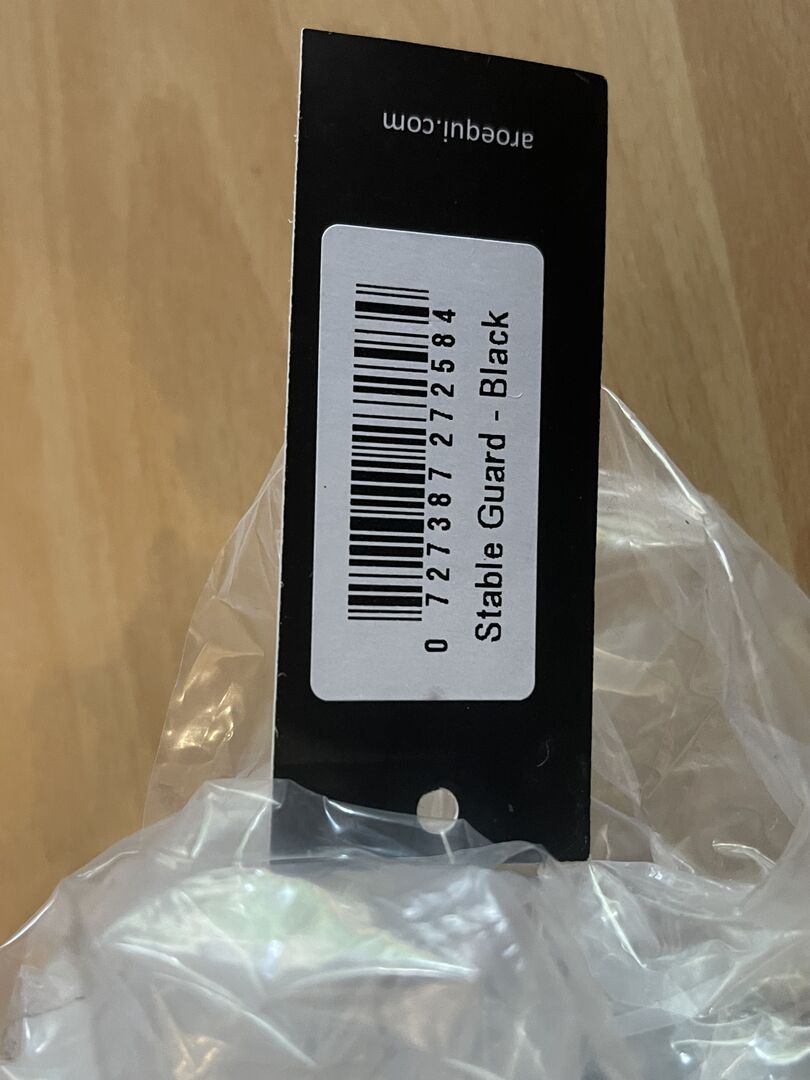 aroequi.com
0 727387 272584
Stable Guard - Black